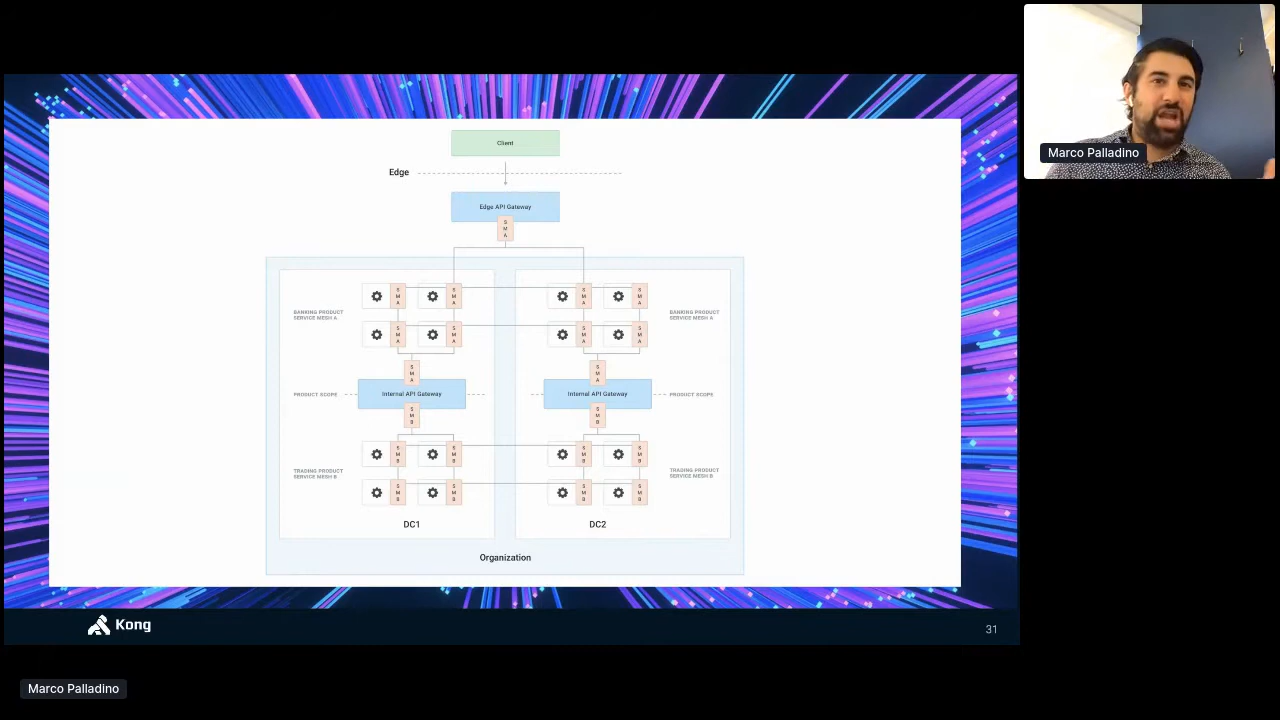 Client
Edge
Edge API Gateway
S M A
S M A
S M A
S M A
S M A
BANKING PRODUCT
SERVICE MESH A
BANKING PRODUCT
SERVICE MESH A
S M A
S M A
S M A
S M A
S M A
S M A
PRODUCT SCOPE
Internal API Gateway
Internal API Gateway
PRODUCT SCOPE
S M B
S M B
S M B
S M B
S M B
S M B
TRADING PRODUCT
SERVICE MESH B
TRADING PRODUCT
SERVICE MESH B
S M B
S M B
S M B
S M B
DC1
DC2
Organization
Kong
31
Marco Palladino
Marco Palladino